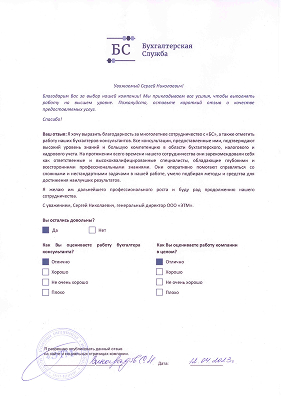 БС
Бухгалтерская
Служба
Уважаемый Сергей Николаевич!
Благодарим Вас за выбор нашей компании! Мы прикладываем все усилия, чтобы выполнять
работу на высшем уровне. Пожалуйста, оставьте короткий отзыв о качестве
предоставляемых услуг.
Спасибо!
Ваш отзыв: Я хочу выразить благодарность за многолетнее сотрудничество с «БС», а также отметить
работу наших бухгалтеров-консультантов. Все консультации, предоставленные ими, подтверждают
высокий уровень знаний и большую компетенцию в области бухгалтерского, налогового и
кадрового учета. На протяжении всего времени нашего сотрудничества они зарекомендовали себя
как ответственные и высококвалифицированные специалисты, обладающие глубокими и
всесторонними профессиональными знаниями. Они оперативно помогают справляться со
сложными и нестандартными задачами в нашей работе, умело подбирая методы и средства для
достижения наилучших результатов.
Я желаю им дальнейшего профессионального роста и буду рад продолжению нашего
сотрудничества.
С уважением, Сергей Николаевич, генеральный директор ООО «ЭТМ».
Вы остались довольны?
Да
Нет
Как Вы оцениваете работу бухгалтера
консультанта?
Отлично
Хорошо
Не очень хорошо
Плохо
Как Вы оцениваете работу компании
в целом?
Отлично
Хорошо
Не очень хорошо
Плохо
Я разрешаю опубликовать данный отзыв
на сайте и социальных страницах компании.
Дата: 12.04.2023г.